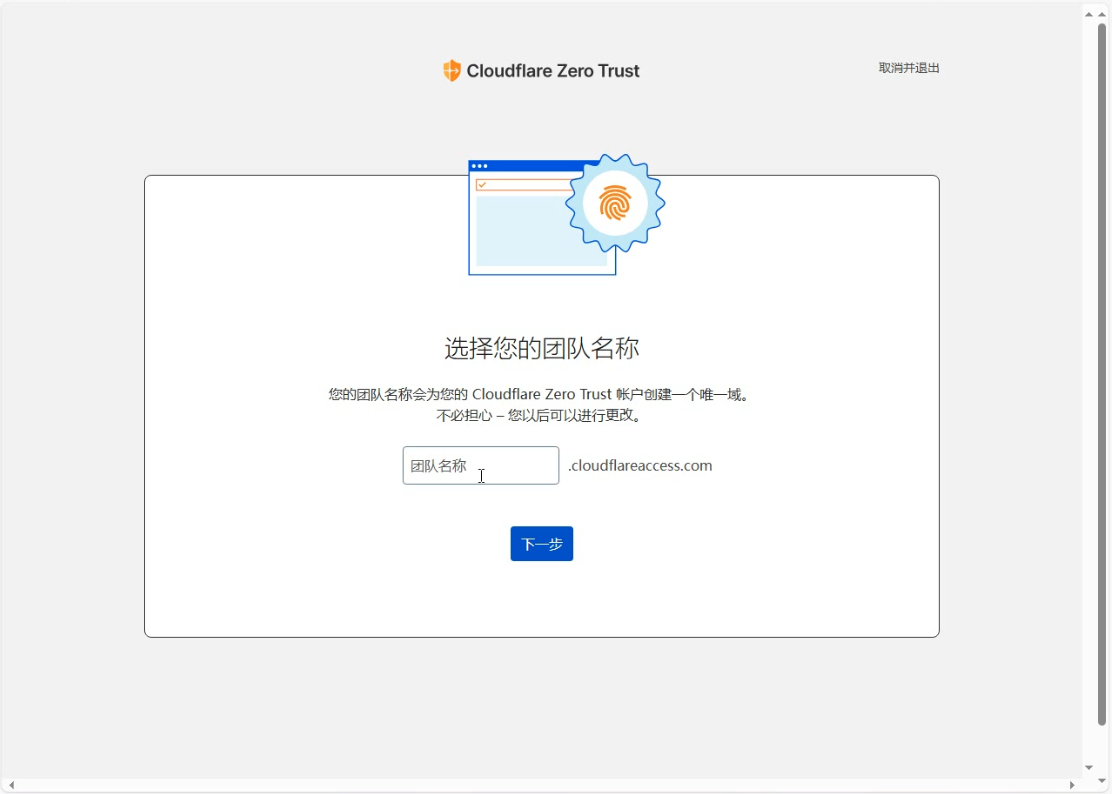 Cloudflare Zero Trust
取消并退出
选择您的团队名称
您的团队名称会为您的 Cloudflare Zero Trust 帐户创建一个唯一域。
不必担心 – 您以后可以进行更改。
团队名称 .cloudflareaccess.com
下一步